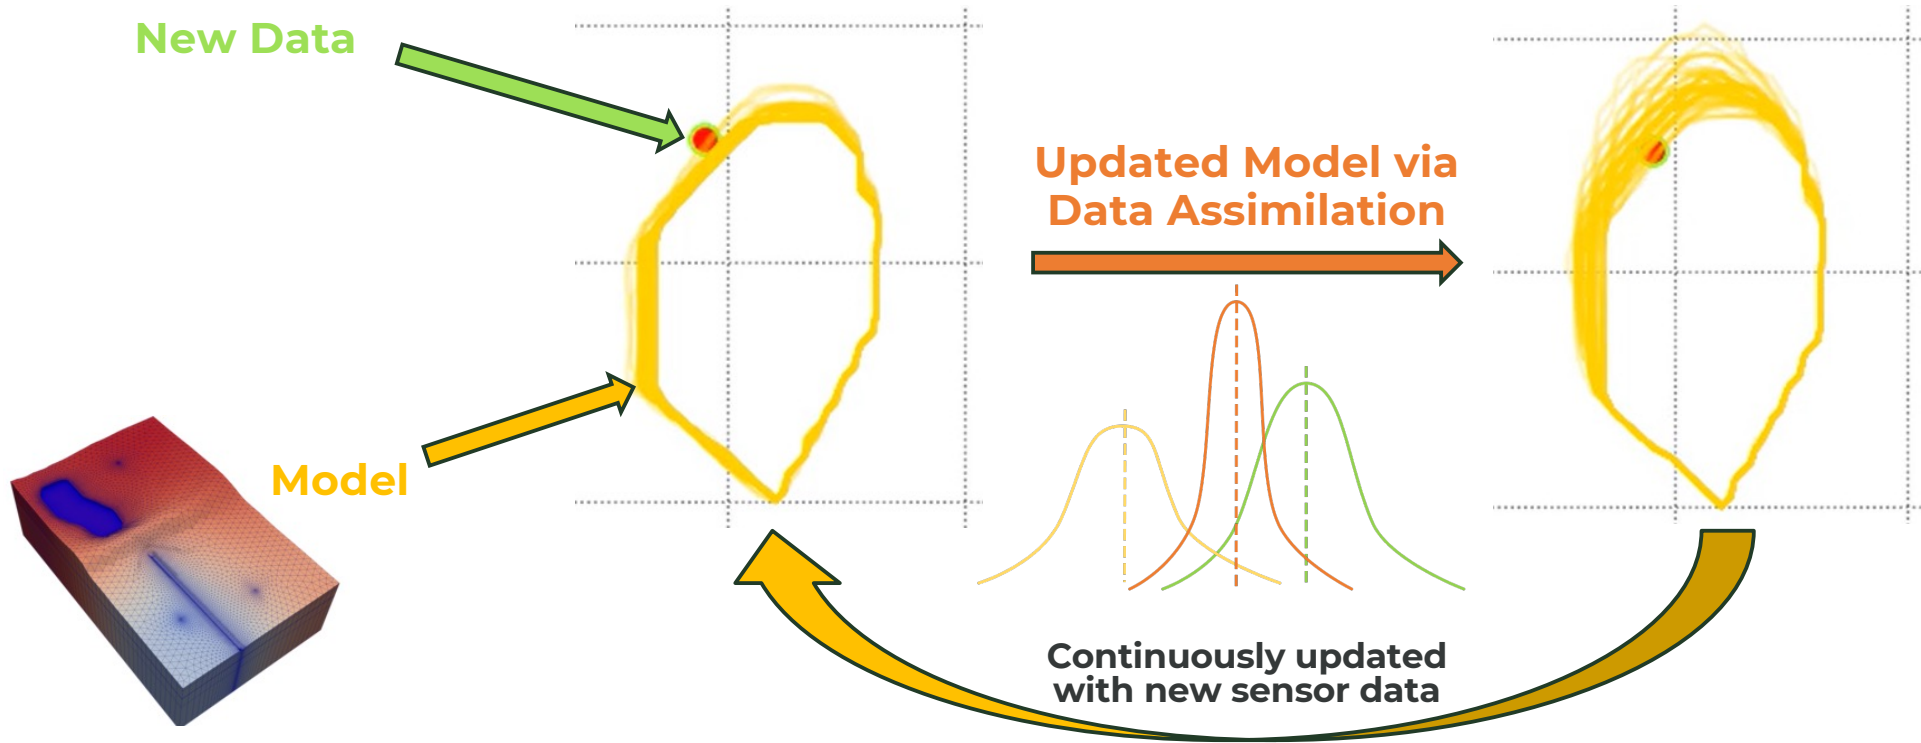 New Data
Updated Model via
Data Assimilation
Model
Continuously updated
with new sensor data